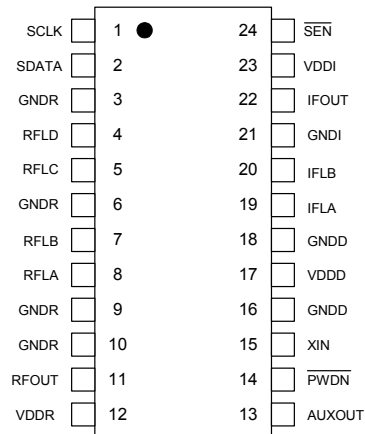 SCLK 1 24 S̅E̅N̅
SDATA 2 23 VDDI
GNDR 3 22 IFOUT
RFLD 4 21 GNDI
RFLC 5 20 IFLB
GNDR 6 19 IFLA
RFLB 7 18 GNDD
RFLA 8 17 VDDD
GNDR 9 16 GNDD
GNDR 10 15 XIN
RFOUT 11 14 P̅W̅D̅N̅
VDDR 12 13 AUXOUT